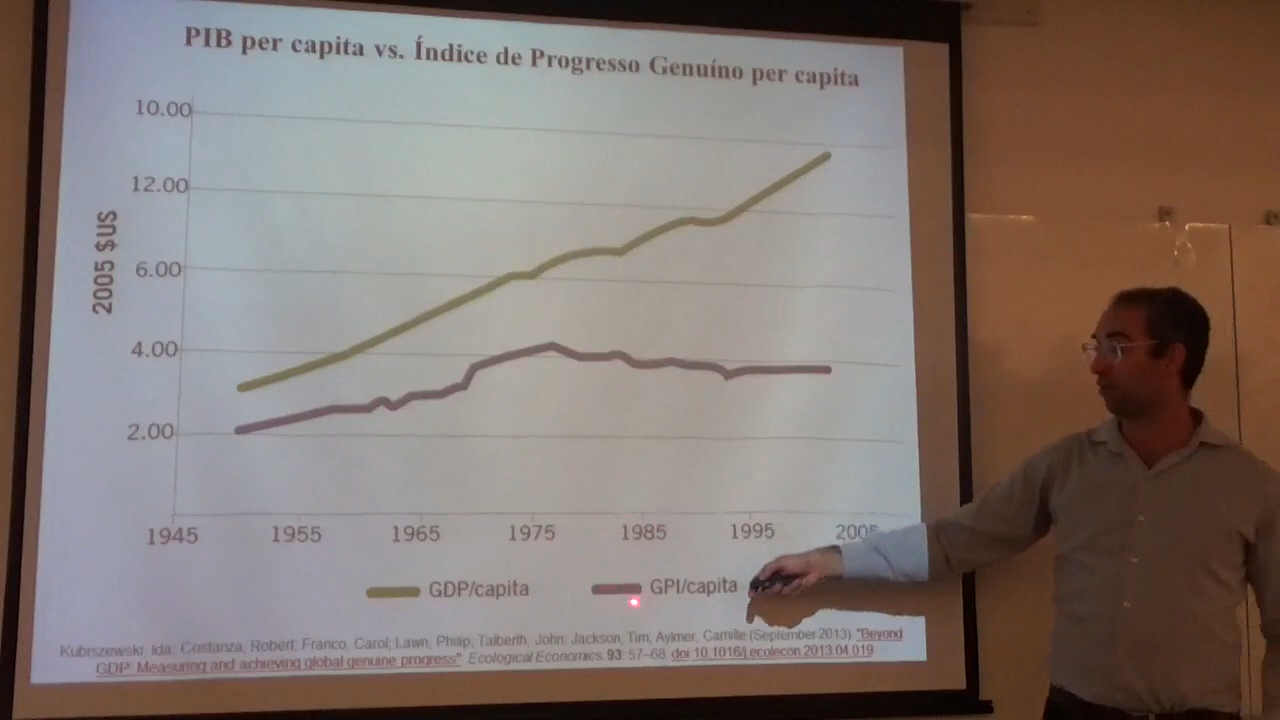 PIB per capita vs. Índice de Progresso Genuíno per capita
10.00
12.00
6.00
4.00
2.00
2005 $US
1945 1955 1965 1975 1985 1995 2005
GDP/capita GPI/capita
Kubiszewski, Ida; Costanza, Robert; Franco, Carol; Lawn, Philip; Talberth, John; Jackson, Tim; Aylmer, Camille (September 2013). "Beyond
GDP: Measuring and achieving global genuine progress". Ecological Economics. 93: 57–68. doi:10.1016/j.ecolecon.2013.04.019